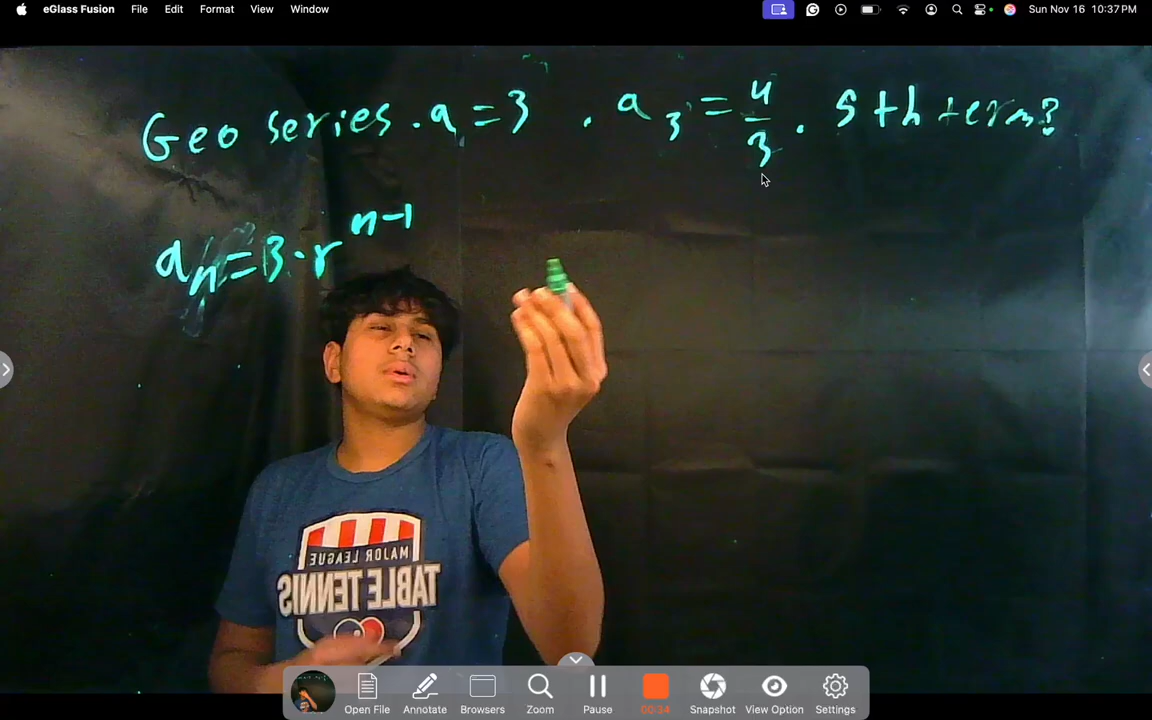 eGlass Fusion File Edit Format View Window Sun Nov 16 10:37 PM
Geo series. a₁ = 3 . a₃ = 4/3 . 5th term?
aₙ = 3 · r^(n-1)
MAJOR LEAGUE
TABLE TENNIS
Open File Annotate Browsers Zoom Pause 00:34 Snapshot View Option Settings